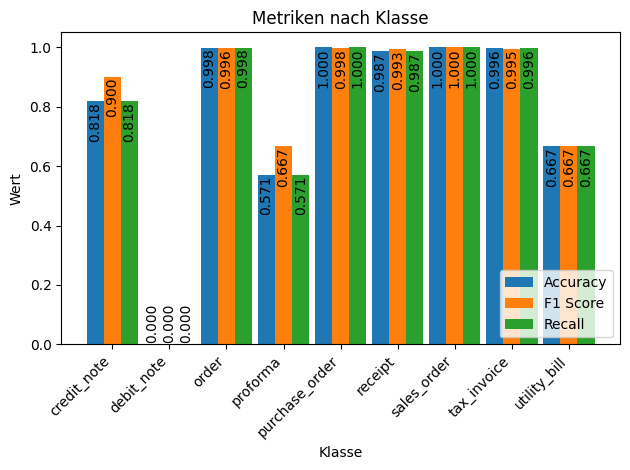 Metriken nach Klasse
Wert
1.0
0.8
0.6
0.4
0.2
0.0
0.818
0.900
0.818
0.000
0.000
0.000
0.998
0.996
0.998
0.571
0.667
0.571
1.000
0.998
1.000
0.987
0.993
0.987
1.000
1.000
1.000
0.996
0.995
0.996
0.667
0.667
0.667
Accuracy
F1 Score
Recall
credit_note
debit_note
order
proforma
purchase_order
receipt
sales_order
tax_invoice
utility_bill
Klasse